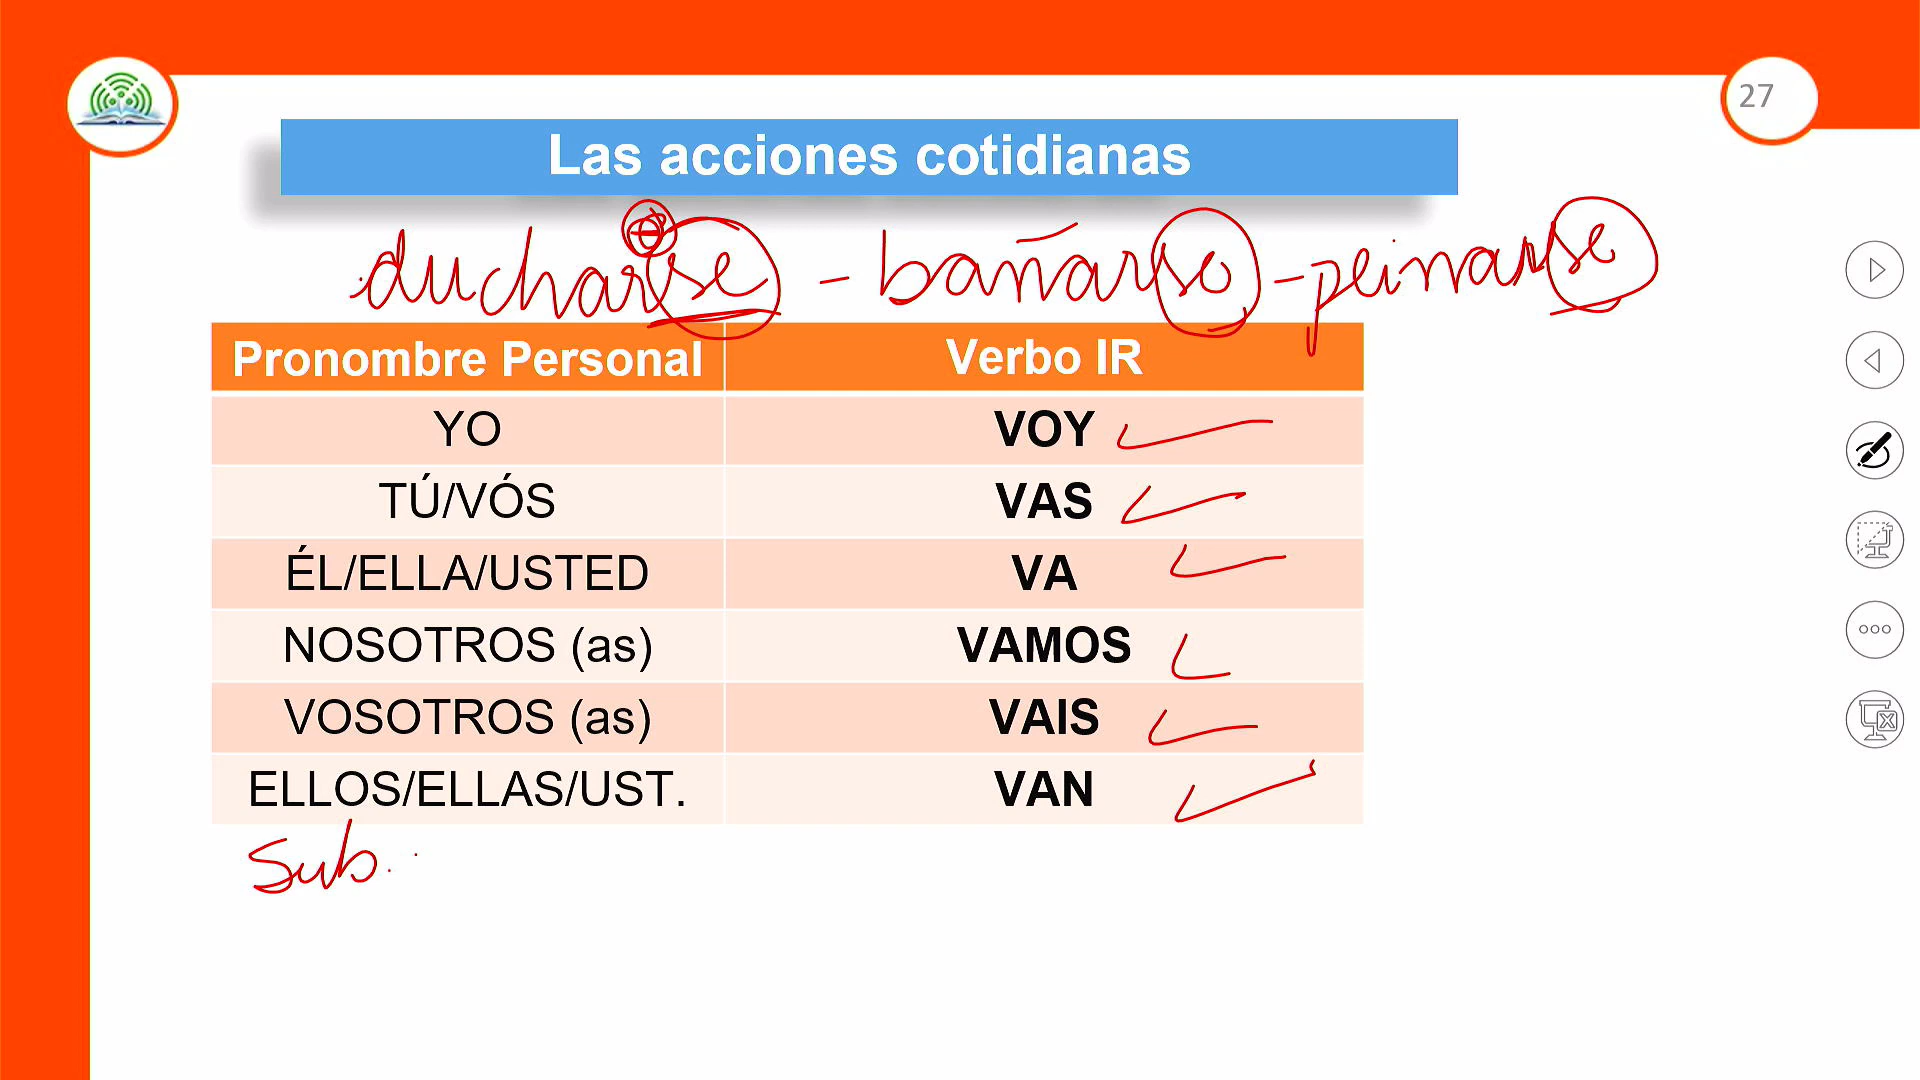 27
Las acciones cotidianas
ducharse - bañarse - peinarse
Pronombre Personal Verbo IR
YO VOY
TÚ/VÓS VAS
ÉL/ELLA/USTED VA
NOSOTROS (as) VAMOS
VOSOTROS (as) VAIS
ELLOS/ELLAS/UST. VAN
Sub.